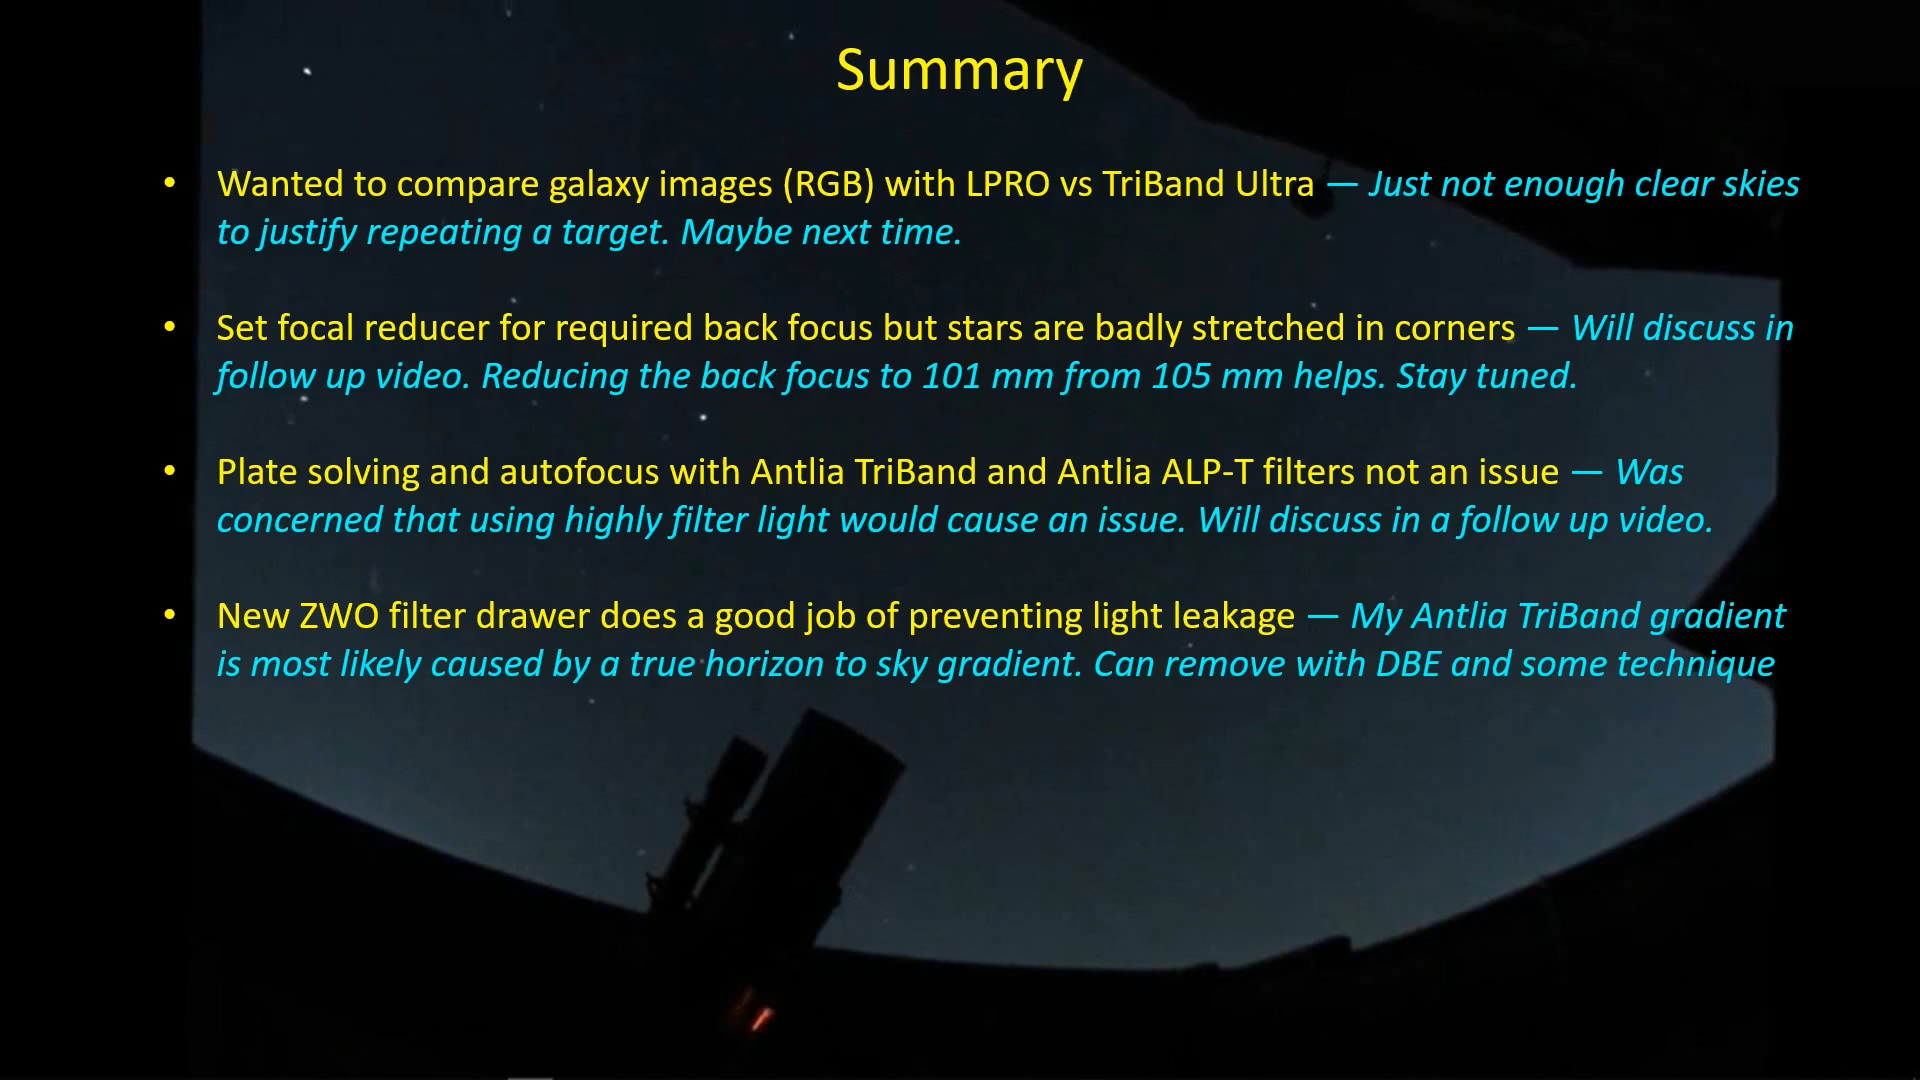 Summary
• Wanted to compare galaxy images (RGB) with LPRO vs TriBand Ultra — Just not enough clear skies
to justify repeating a target. Maybe next time.
• Set focal reducer for required back focus but stars are badly stretched in corners — Will discuss in
follow up video. Reducing the back focus to 101 mm from 105 mm helps. Stay tuned.
• Plate solving and autofocus with Antlia TriBand and Antlia ALP-T filters not an issue — Was
concerned that using highly filter light would cause an issue. Will discuss in a follow up video.
• New ZWO filter drawer does a good job of preventing light leakage — My Antlia TriBand gradient
is most likely caused by a true horizon to sky gradient. Can remove with DBE and some technique